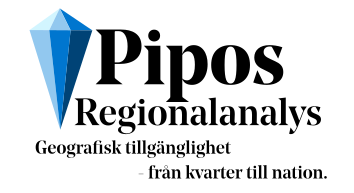 Pipos
Regionalanalys
Geografisk tillgänglighet
- från kvarter till nation.